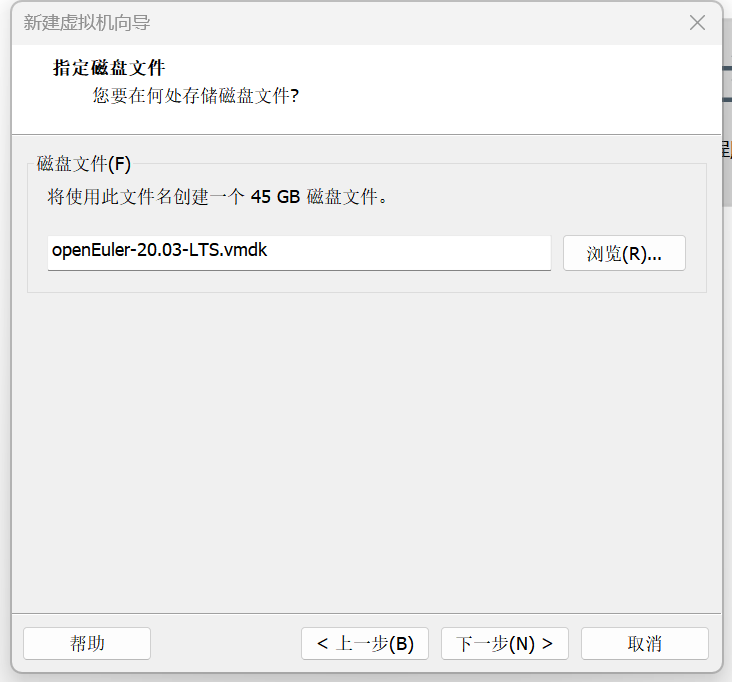 新建虚拟机向导
指定磁盘文件
您要在何处存储磁盘文件?
磁盘文件(F)
将使用此文件名创建一个 45 GB 磁盘文件。
openEuler-20.03-LTS.vmdk
浏览(R)...
帮助
< 上一步(B)
下一步(N) >
取消